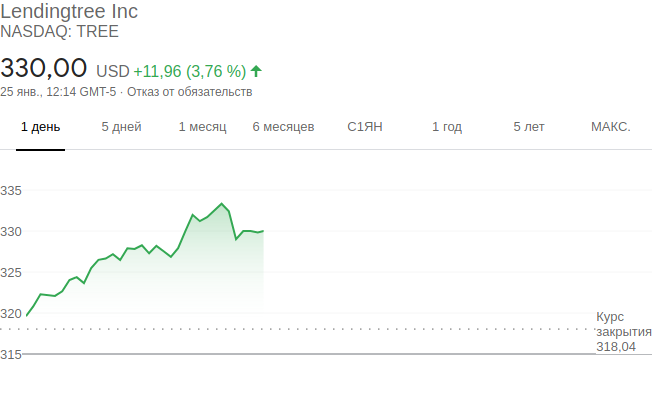 Lendingtree Inc
NASDAQ: TREE
330,00 USD +11,96 (3,76 %)
25 янв., 12:14 GMT-5 · Отказ от обязательств
1 день 5 дней 1 месяц 6 месяцев С1ЯН 1 год 5 лет МАКС.
335
330
325
320
Курс
закрытия
318,04
315